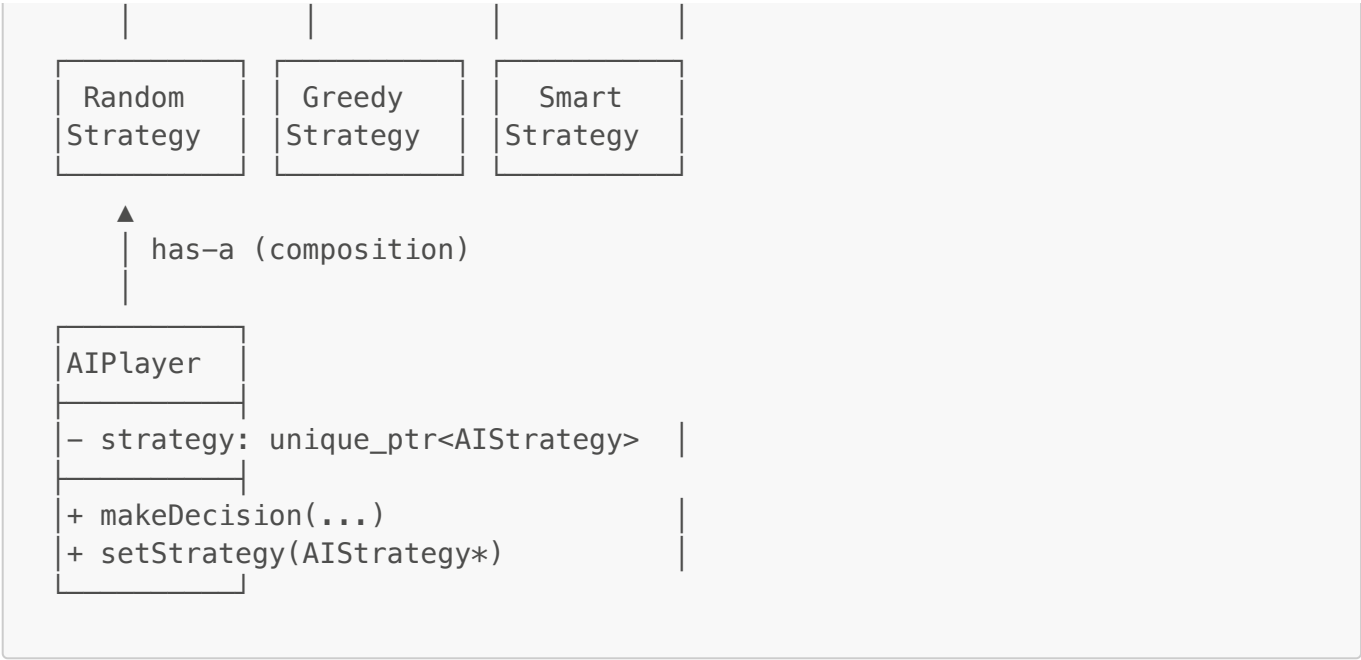 Random Greedy Smart
Strategy Strategy Strategy
has-a (composition)
AIPlayer
- strategy: unique_ptr<AIStrategy>
+ makeDecision(...)
+ setStrategy(AIStrategy*)